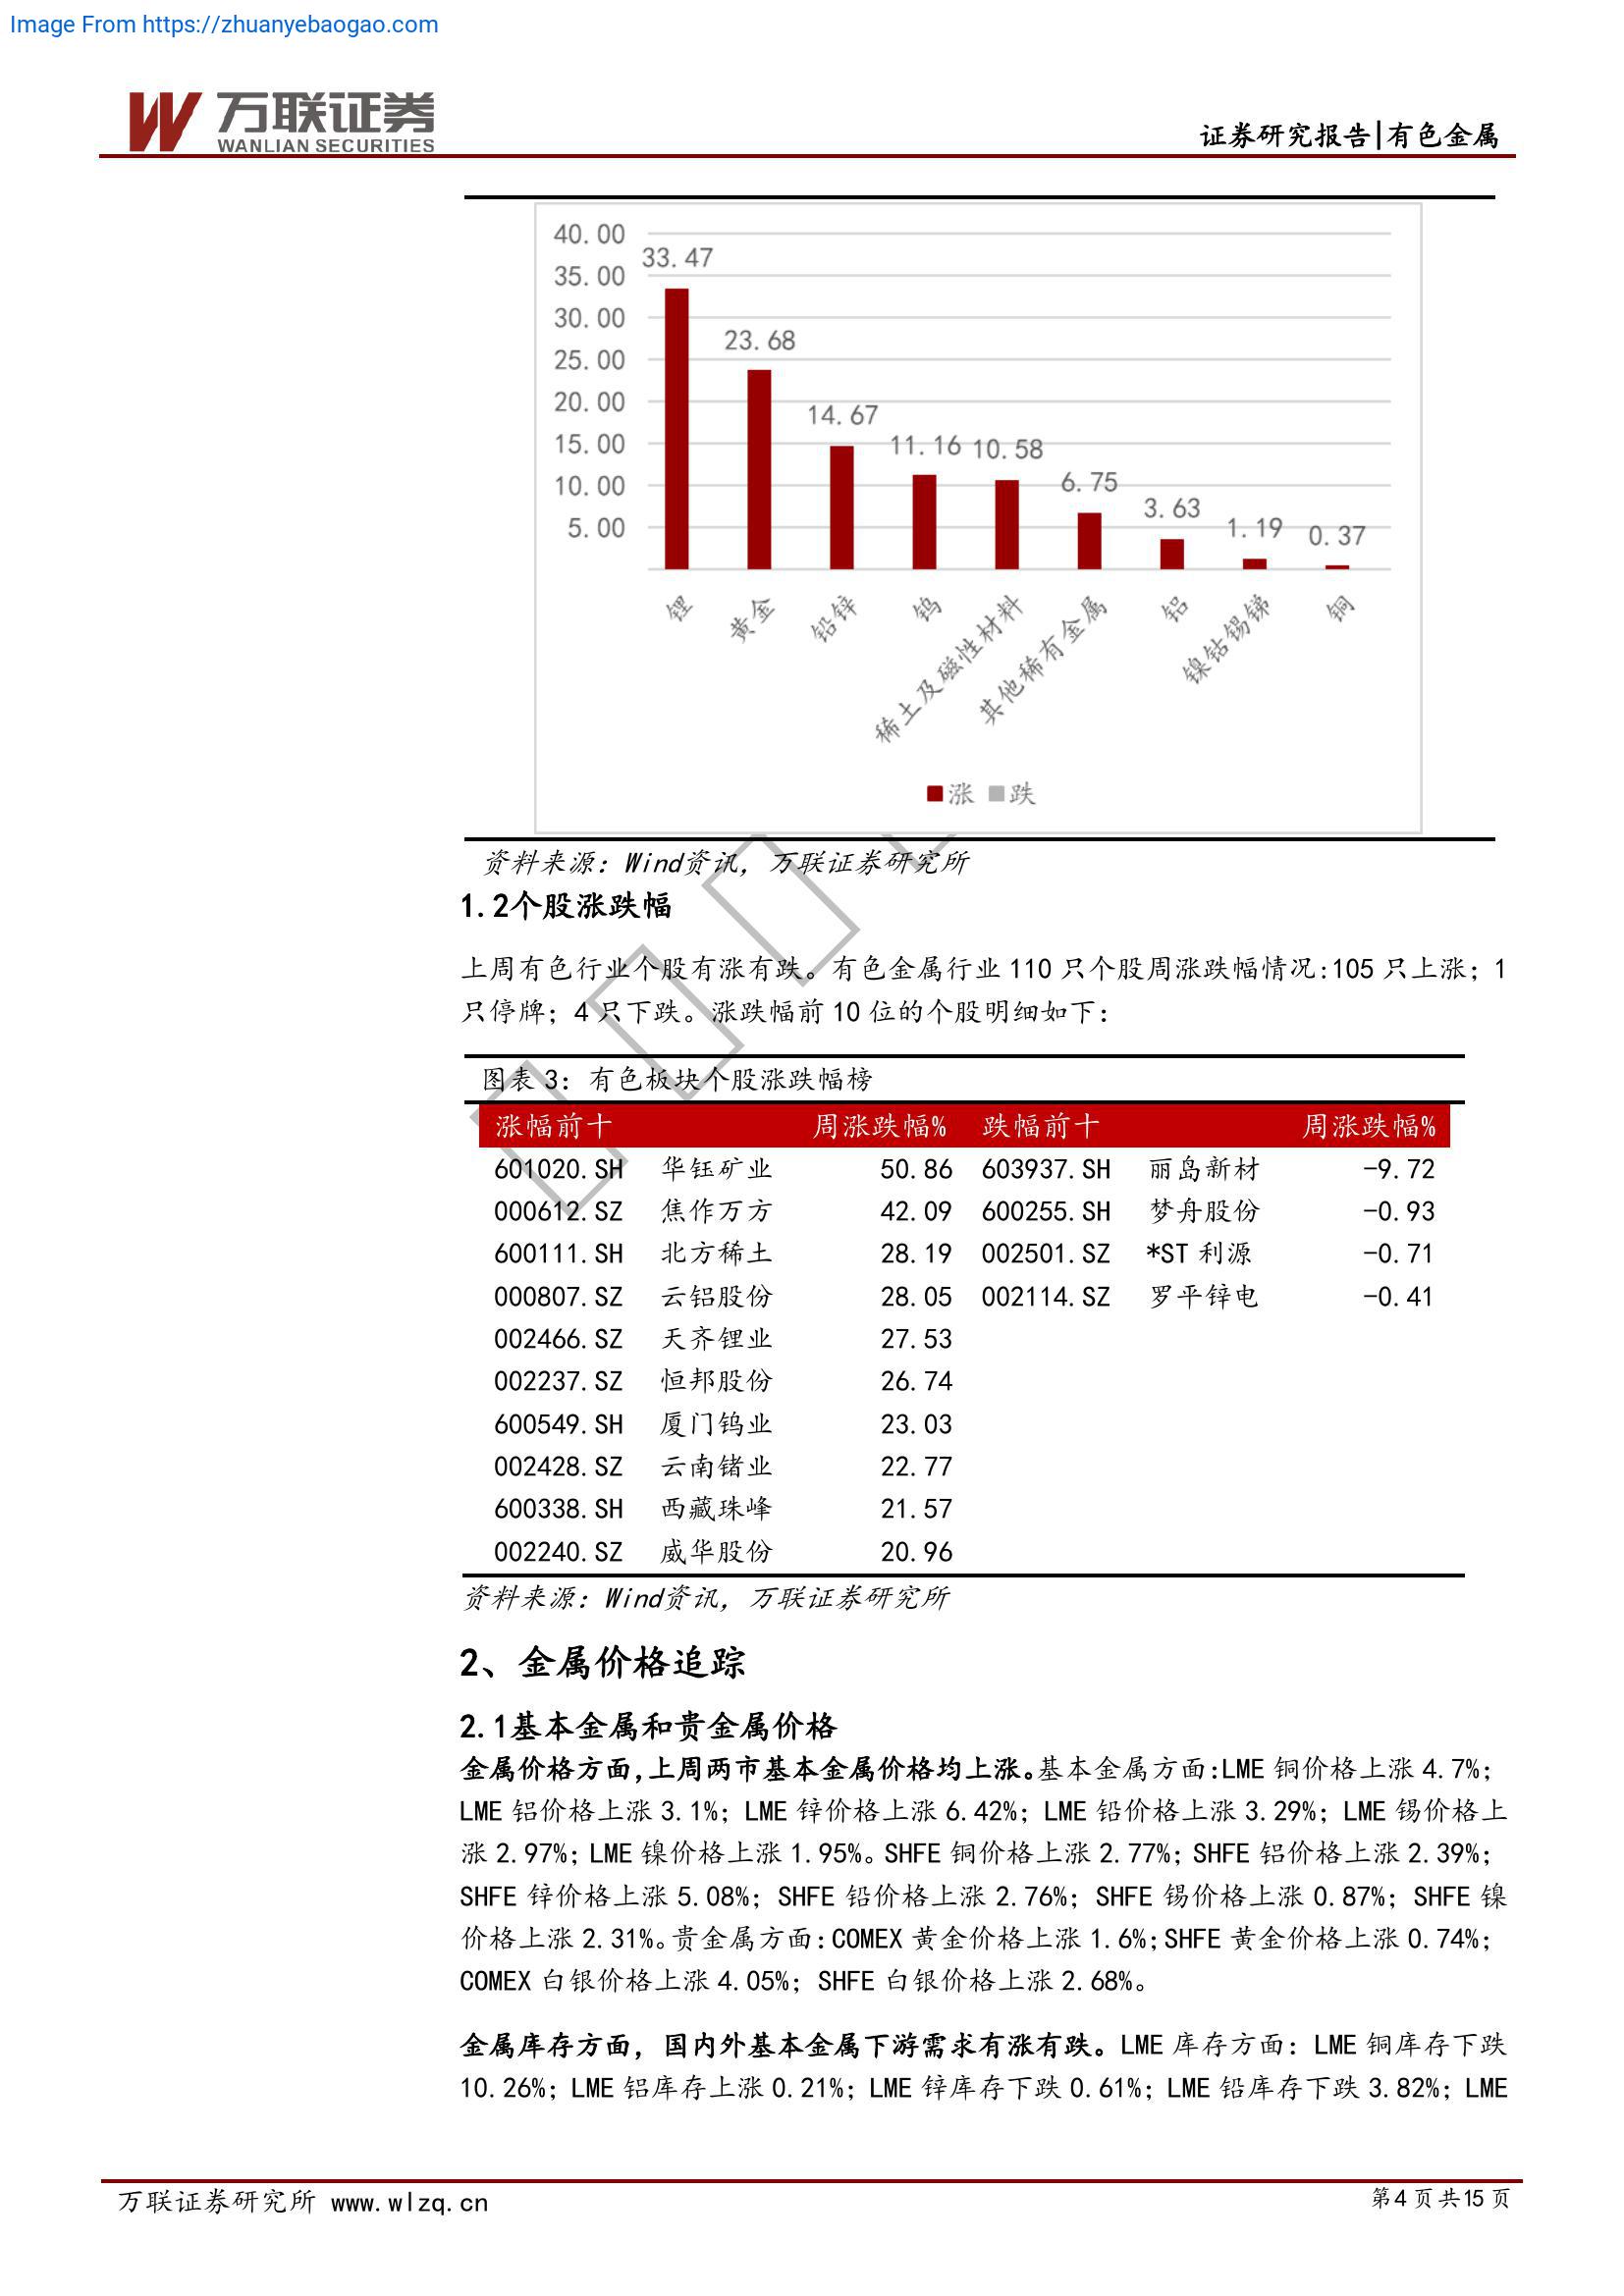 Image From https://zhuanyebaogao.com
万联证券
WANLIAN SECURITIES
证券研究报告|有色金属
40.00
35.00
30.00
25.00
20.00
15.00
10.00
5.00
33.47
23.68
14.67
11.16
10.58
6.75
3.63
1.19
0.37
锂
黄金
铅锌
钨
稀土及磁性材料
其他稀有金属
铝
镍钴锡锑
铜
涨 跌
资料来源：Wind资讯，万联证券研究所
1.2个股涨跌幅
上周有色行业个股有涨有跌。有色金属行业 110 只个股周涨跌幅情况:105 只上涨；1
只停牌；4 只下跌。涨跌幅前 10 位的个股明细如下：
图表 3：有色板块个股涨跌幅榜
涨幅前十 周涨跌幅% 跌幅前十 周涨跌幅%
601020.SH 华钰矿业 50.86 603937.SH 丽岛新材 -9.72
000612.SZ 焦作万方 42.09 600255.SH 梦舟股份 -0.93
600111.SH 北方稀土 28.19 002501.SZ *ST 利源 -0.71
000807.SZ 云铝股份 28.05 002114.SZ 罗平锌电 -0.41
002466.SZ 天齐锂业 27.53
002237.SZ 恒邦股份 26.74
600549.SH 厦门钨业 23.03
002428.SZ 云南锗业 22.77
600338.SH 西藏珠峰 21.57
002240.SZ 威华股份 20.96
资料来源：Wind资讯，万联证券研究所
2、金属价格追踪
2.1基本金属和贵金属价格
金属价格方面,上周两市基本金属价格均上涨。基本金属方面:LME 铜价格上涨 4.7%；
LME 铝价格上涨 3.1%；LME 锌价格上涨 6.42%；LME 铅价格上涨 3.29%；LME 锡价格上
涨 2.97%；LME 镍价格上涨 1.95%。SHFE 铜价格上涨 2.77%；SHFE 铝价格上涨 2.39%；
SHFE 锌价格上涨 5.08%；SHFE 铅价格上涨 2.76%；SHFE 锡价格上涨 0.87%；SHFE 镍
价格上涨 2.31%。贵金属方面:COMEX 黄金价格上涨 1.6%；SHFE 黄金价格上涨 0.74%；
COMEX 白银价格上涨 4.05%；SHFE 白银价格上涨 2.68%。
金属库存方面，国内外基本金属下游需求有涨有跌。LME 库存方面：LME 铜库存下跌
10.26%；LME 铝库存上涨 0.21%；LME 锌库存下跌 0.61%；LME 铅库存下跌 3.82%；LME
万联证券研究所 www.wlzq.cn
第4 页 共15 页